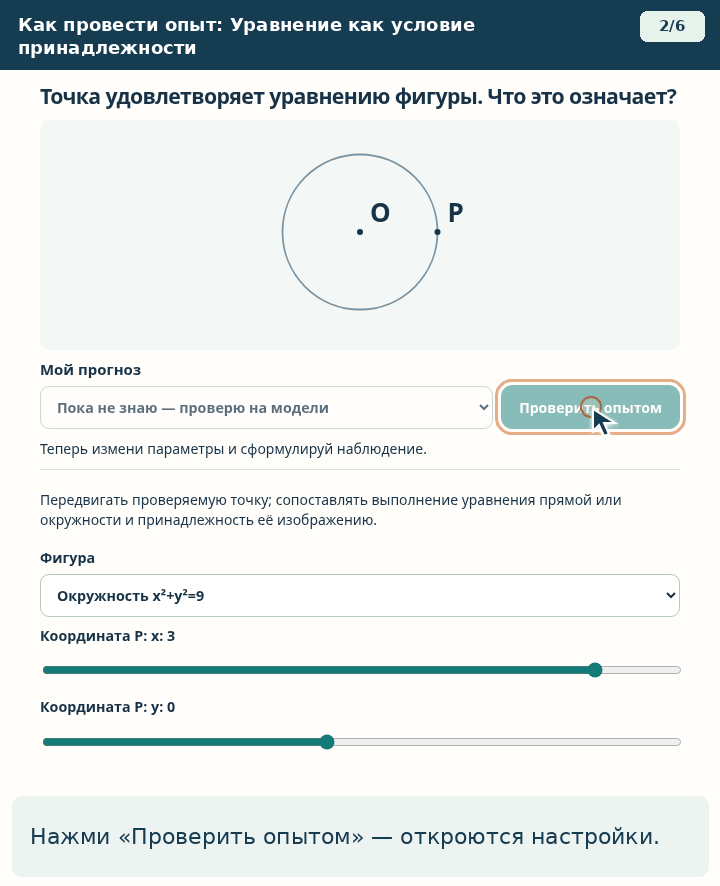 Как провести опыт: Уравнение как условие
принадлежности
2/6
Точка удовлетворяет уравнению фигуры. Что это означает?
O
P
Мой прогноз
Пока не знаю — проверю на модели
Проверить опытом
Теперь измени параметры и сформулируй наблюдение.
Передвигать проверяемую точку; сопоставлять выполнение уравнения прямой или
окружности и принадлежность её изображению.
Фигура
Окружность x²+y²=9
Координата P: x: 3
Координата P: y: 0
Нажми «Проверить опытом» — откроются настройки.